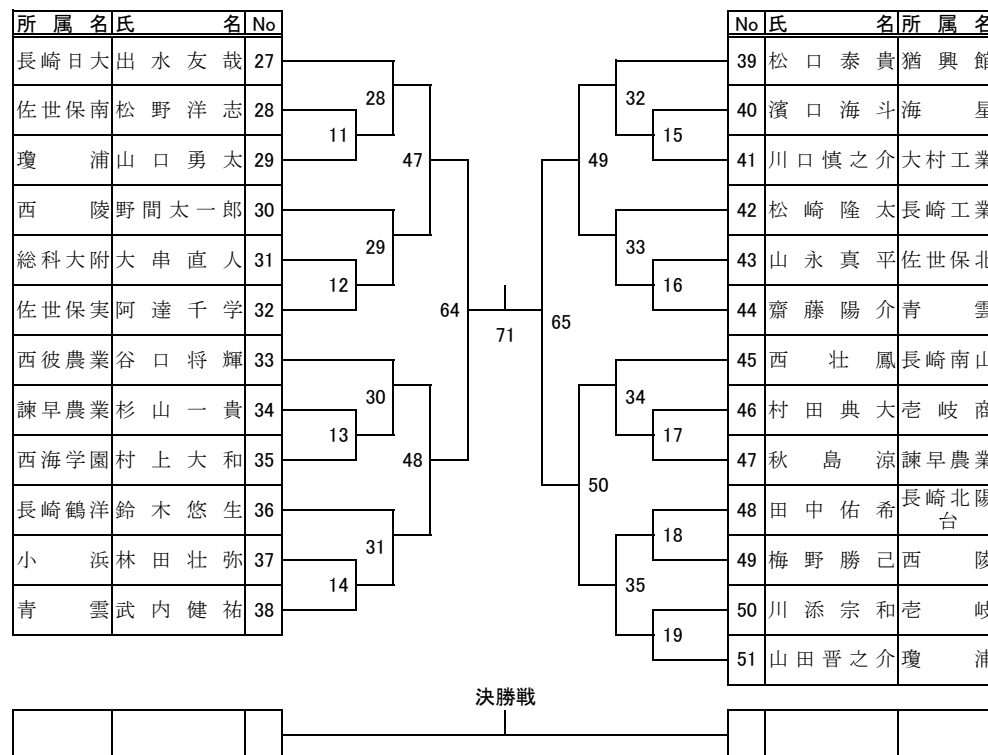 所属名 氏名 No
長崎日大 出水友哉 27
佐世保南 松野洋志 28
瓊浦 山口勇太 29
西陵 野間太一郎 30
総科大附 大串直人 31
佐世保実 阿達千学 32
西彼農業 谷口将輝 33
諫早農業 杉山一貴 34
西海学園 村上大和 35
長崎鶴洋 鈴木悠生 36
小浜 林田壮弥 37
青雲 武内健祐 38
28
11
47
29
12
64
30
13
48
31
14
71
65
32
15
49
33
16
34
17
50
18
35
19
No 氏名 所属名
39 松口泰貴 猶興館
40 濱口海斗 海星
41 川口慎之介 大村工業
42 松崎隆太 長崎工業
43 山永真平 佐世保北
44 齋藤陽介 青雲
45 西壮鳳 長崎南山
46 村田典大 壱岐商
47 秋島涼 諫早農業
48 田中佑希 長崎北陽台
49 梅野勝己 西陵
50 川添宗和 壱岐
51 山田晋之介 瓊浦
決勝戦